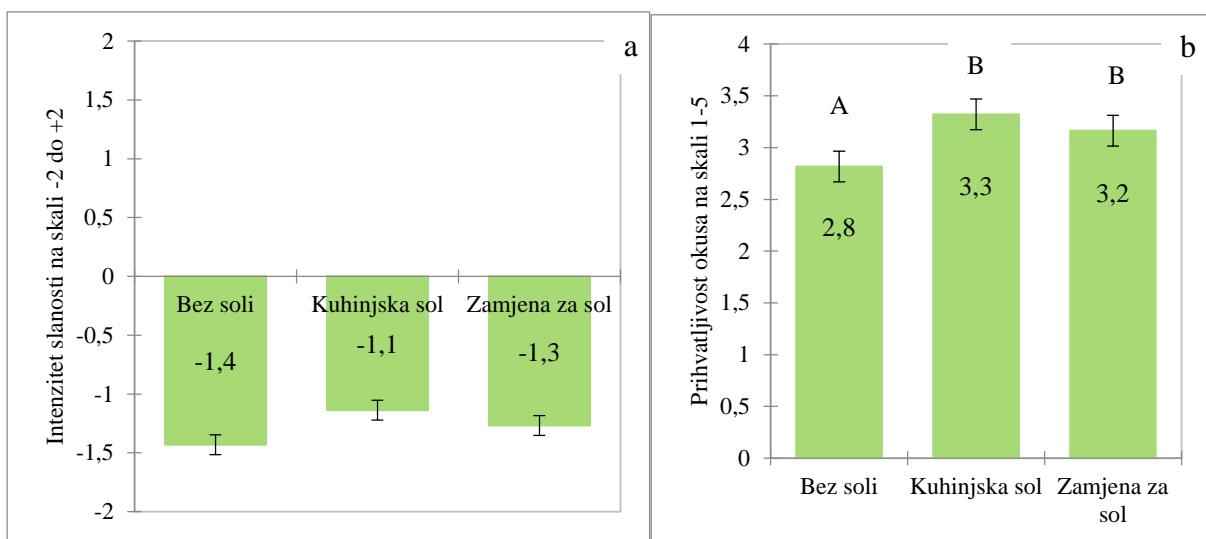 a
Intenzitet slanosti na skali -2 do +2
2
1,5
1
0,5
0
-0,5
-1
-1,5
-2
Bez soli
Kuhinjska sol
Zamjena za sol
-1,4
-1,1
-1,3
b
Prihvatljivost okusa na skali 1-5
4
3,5
3
2,5
2
1,5
1
0,5
0
A
B
B
2,8
3,3
3,2
Bez soli
Kuhinjska sol
Zamjena za
sol